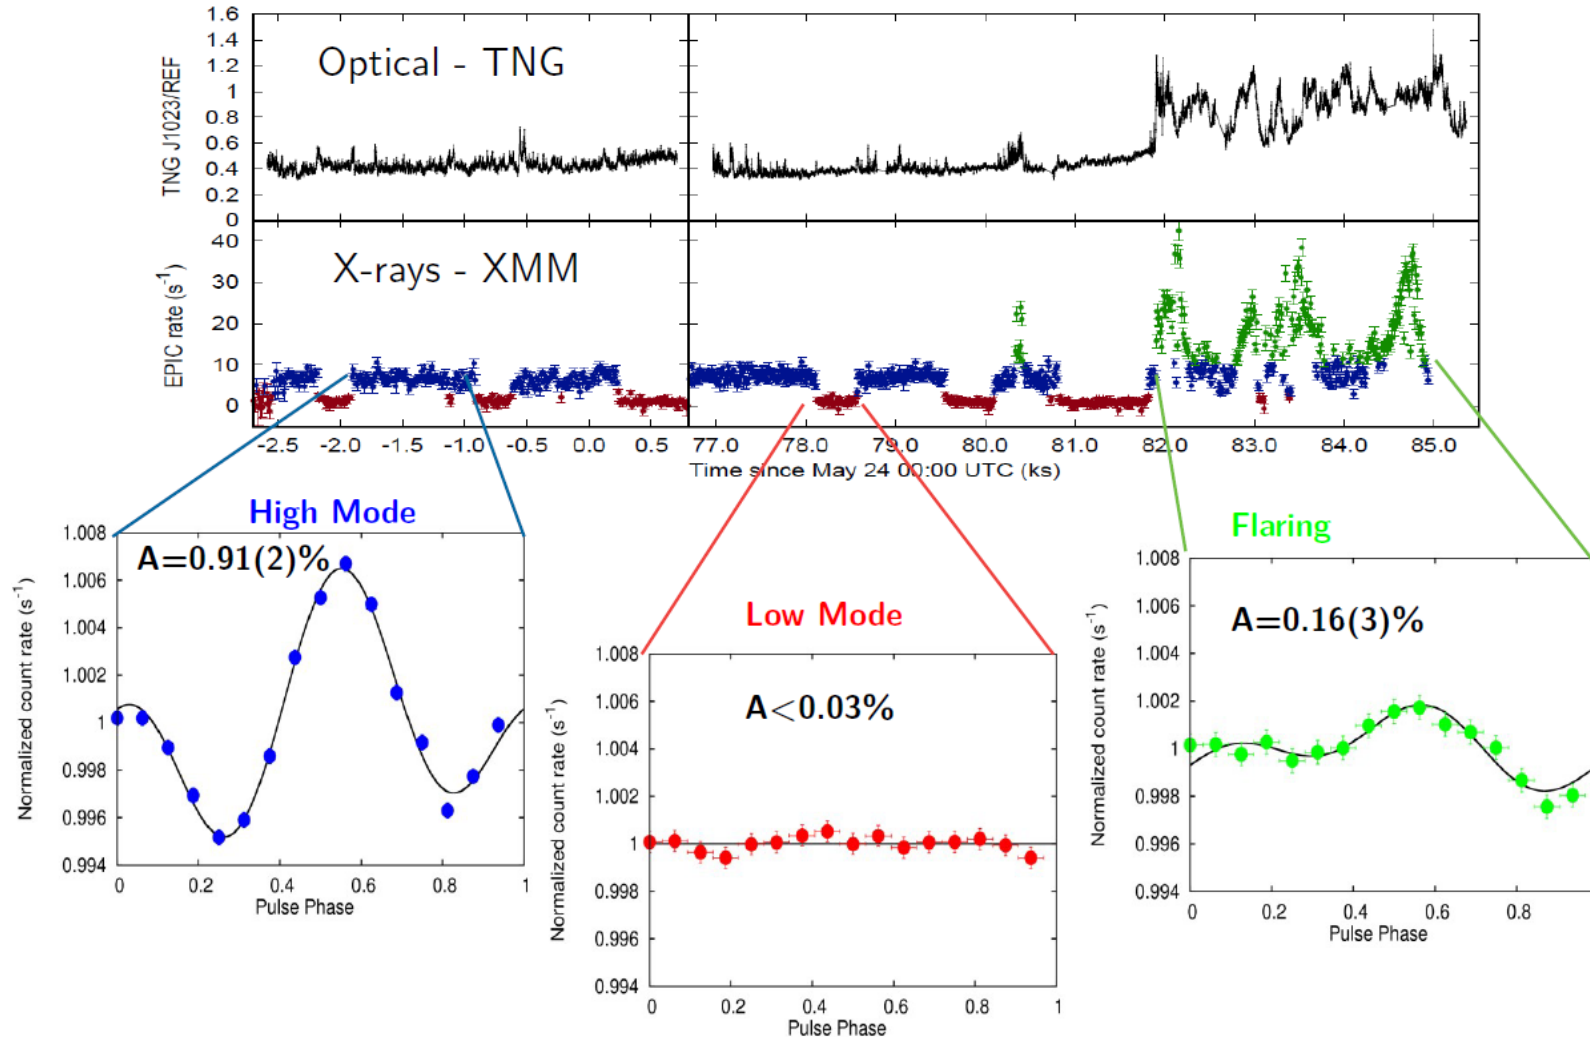 1.6
1.4
1.2
1
0.8
0.6
0.4
0.2
0
TNG J1023/REF
Optical - TNG
40
30
20
10
0
EPIC rate (s⁻¹)
X-rays - XMM
-2.5 -2.0 -1.5 -1.0 -0.5 0.0 0.5 77.0 78.0 79.0 80.0 81.0 82.0 83.0 84.0 85.0
Time since May 24 00:00 UTC (ks)
High Mode
A=0.91(2)%
1.008
1.006
1.004
1.002
1
0.998
0.996
0.994
Normalized count rate (s⁻¹)
0 0.2 0.4 0.6 0.8 1
Pulse Phase
Low Mode
A<0.03%
1.008
1.006
1.004
1.002
1
0.998
0.996
0.994
Normalized count rate (s⁻¹)
0 0.2 0.4 0.6 0.8 1
Pulse Phase
Flaring
A=0.16(3)%
1.008
1.006
1.004
1.002
1
0.998
0.996
0.994
Normalized count rate (s⁻¹)
0 0.2 0.4 0.6 0.8
Pulse Phase